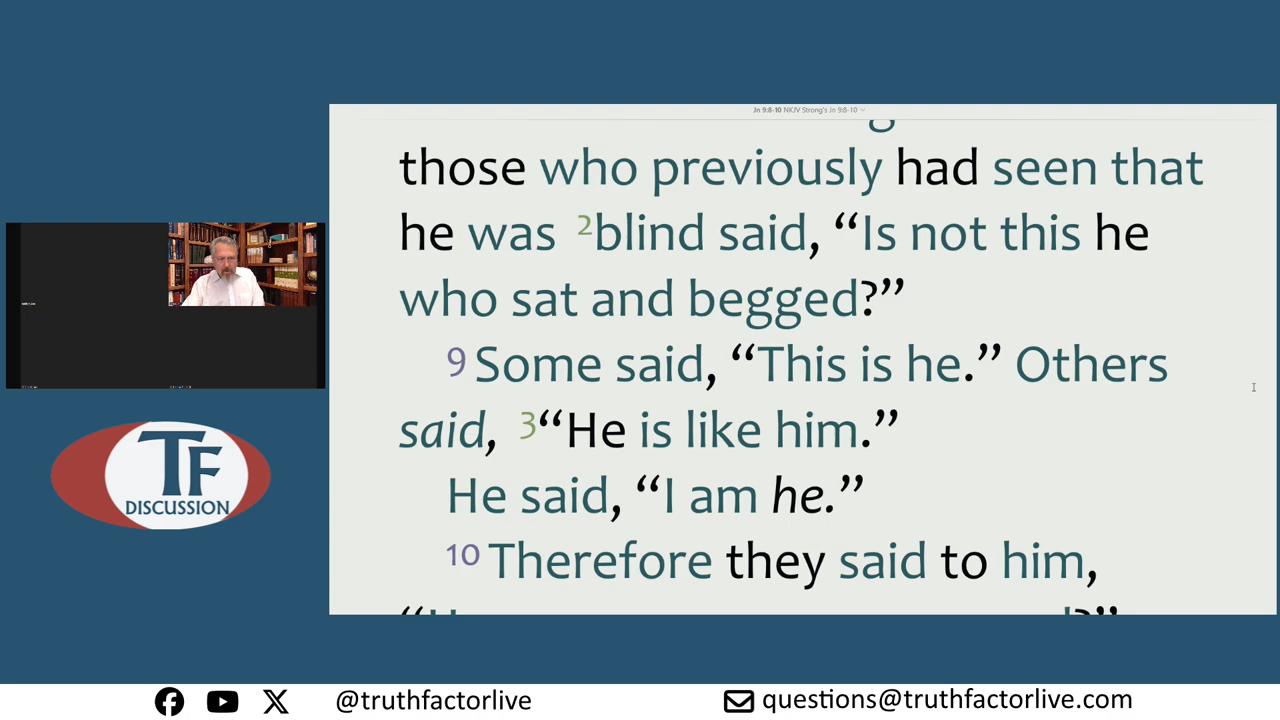 Jn 9:8-10 NKJV Strong's Jn 9:8-10
those who previously had seen that
he was ²blind said, “Is not this he
who sat and begged?”
9 Some said, “This is he.” Others
said, ³“He is like him.”
He said, “I am he.”
10 Therefore they said to him,
TF
DISCUSSION
@truthfactorlive
questions@truthfactorlive.com